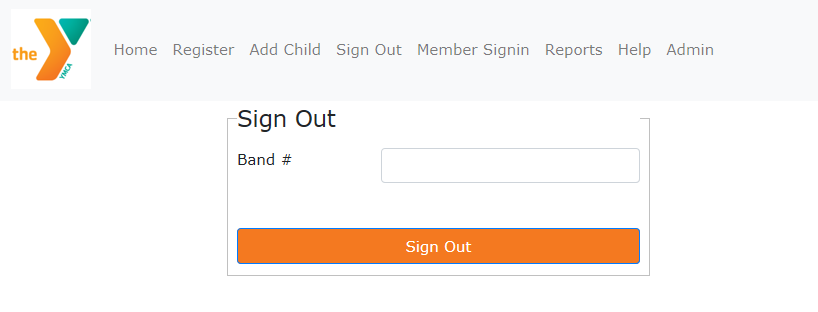 the
YMCA
Home Register Add Child Sign Out Member Signin Reports Help Admin
Sign Out
Band #
Sign Out